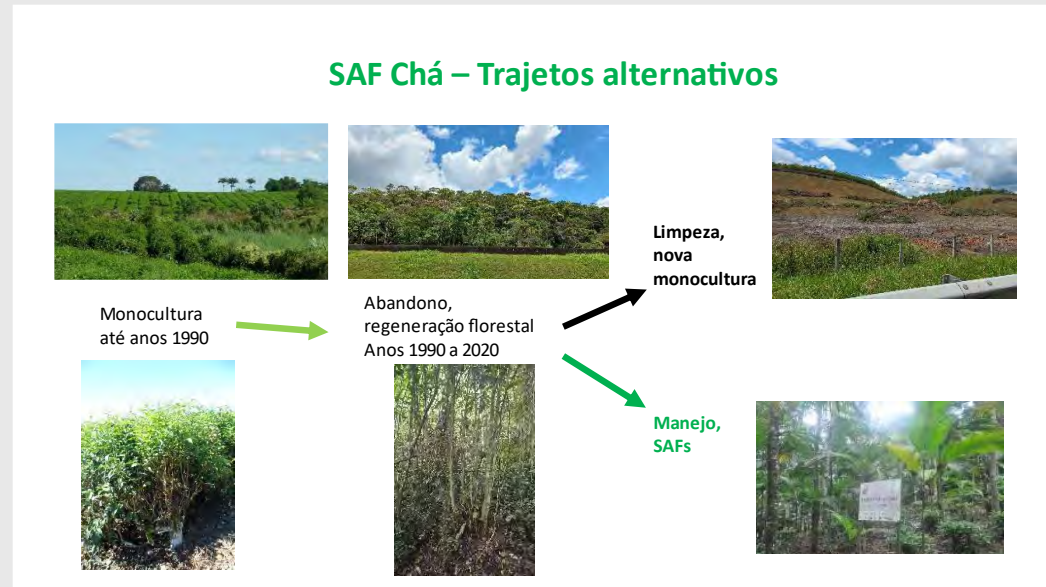 SAF Chá – Trajetos alternativos
Monocultura
até anos 1990
Abandono,
regeneração florestal
Anos 1990 a 2020
Limpeza,
nova
monocultura
Manejo,
SAFs